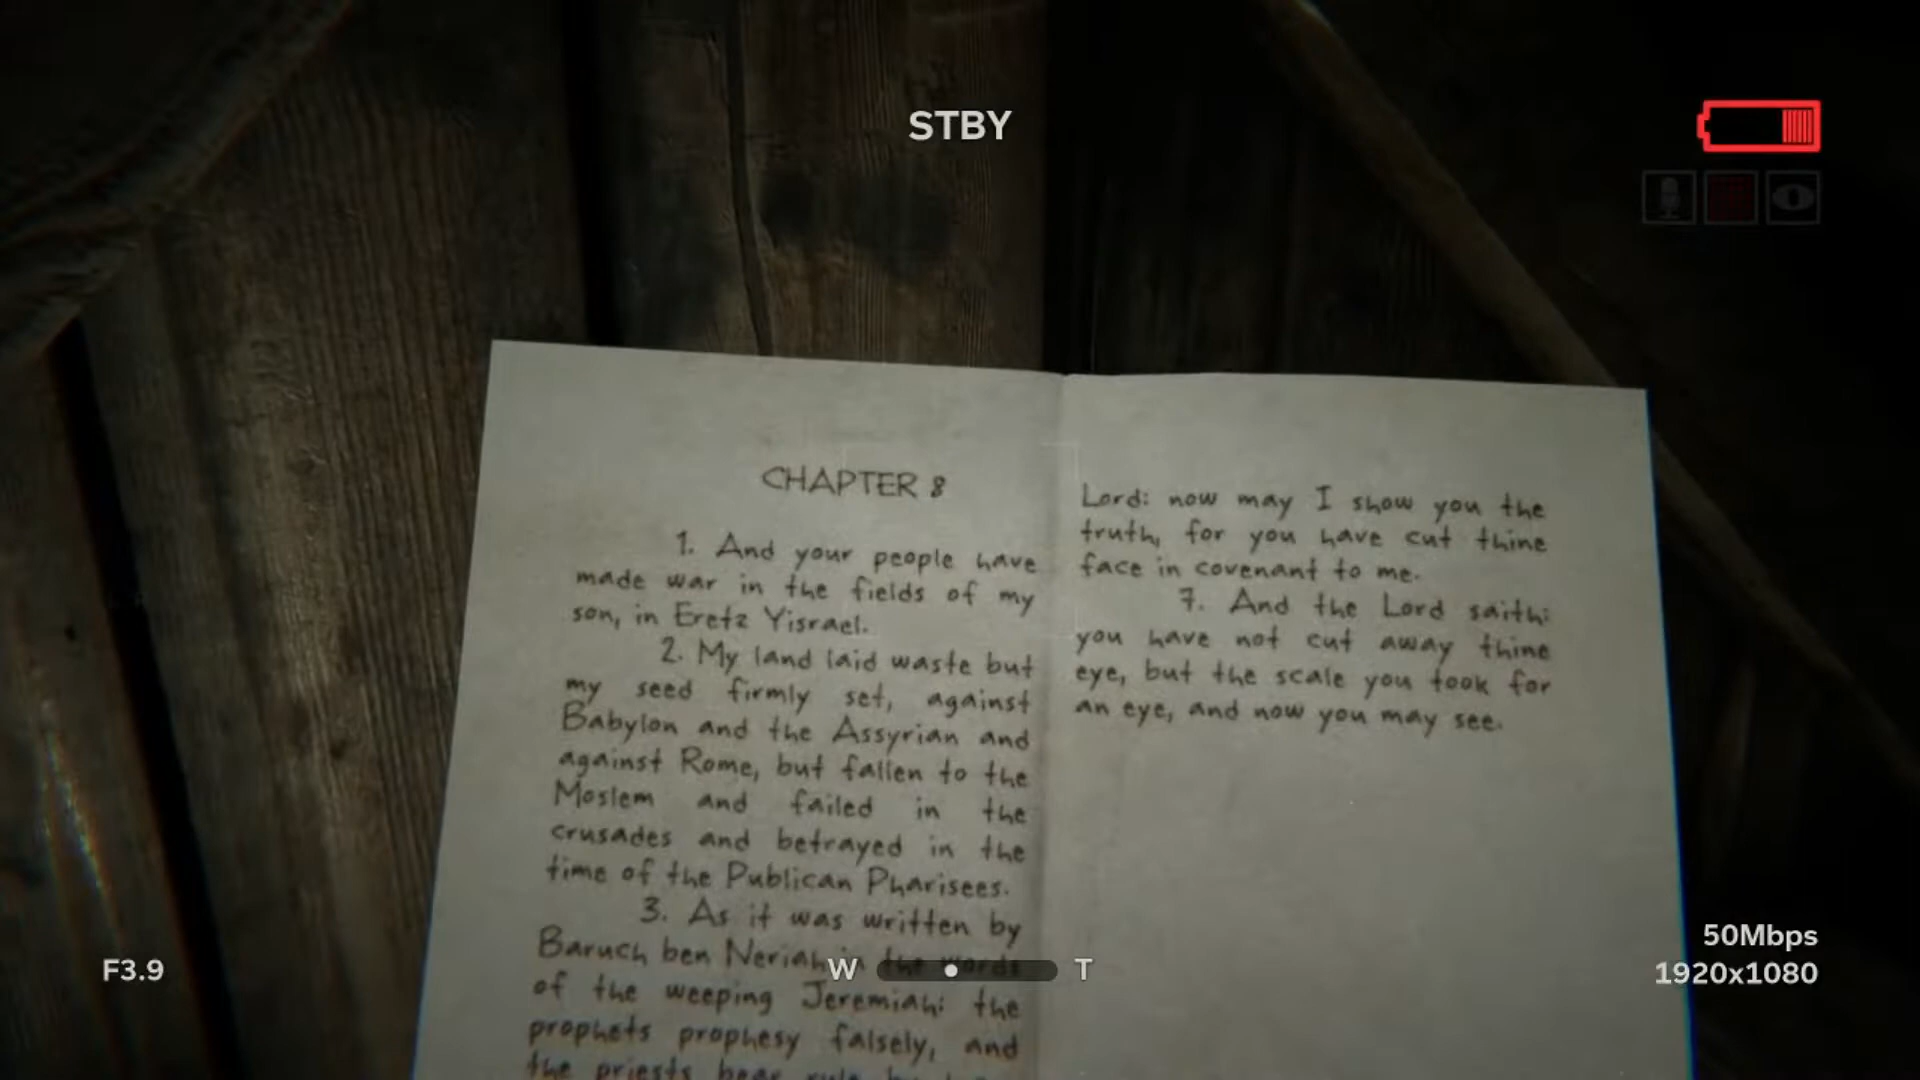 STBY
CHAPTER 8
1. And your people have
made war in the fields of my
son, in Eretz Yisrael.
2. My land laid waste but
my seed firmly set, against
Babylon and the Assyrian and
against Rome, but fallen to the
Moslem and failed in the
crusades and betrayed in the
time of the Publican Pharisees.
3. As it was written by
Baruch ben Neriah in the words
of the weeping Jeremiah: the
prophets prophesy falsely, and
the priests bear rule by
Lord: now may I show you the
truth, for you have cut thine
face in covenant to me.
7. And the Lord saith:
you have not cut away thine
eye, but the scale you took for
an eye, and now you may see.
F3.9
W T
50Mbps
1920x1080